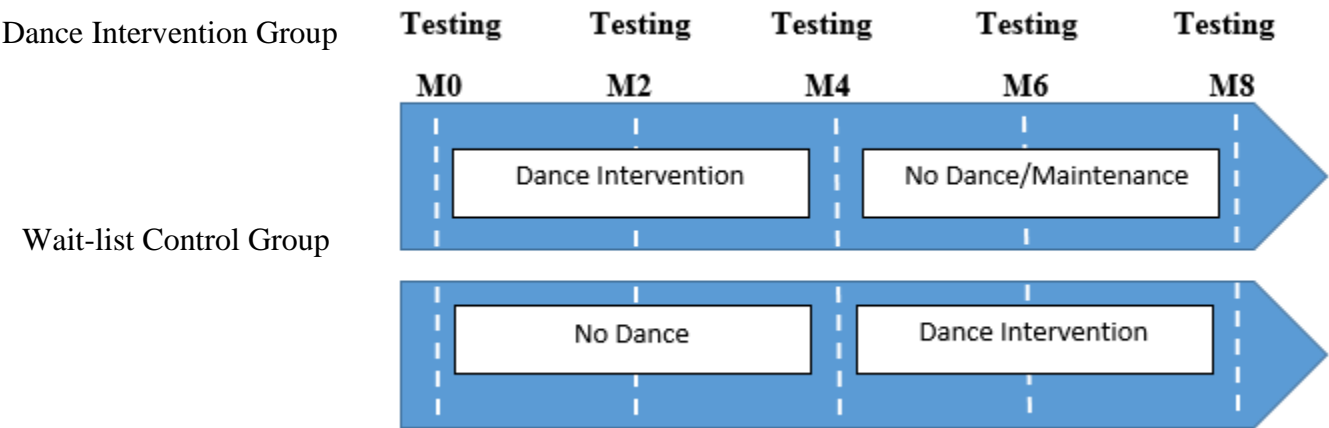 Dance Intervention Group
Testing Testing Testing Testing Testing
M0 M2 M4 M6 M8
Dance Intervention No Dance/Maintenance
Wait-list Control Group
No Dance Dance Intervention